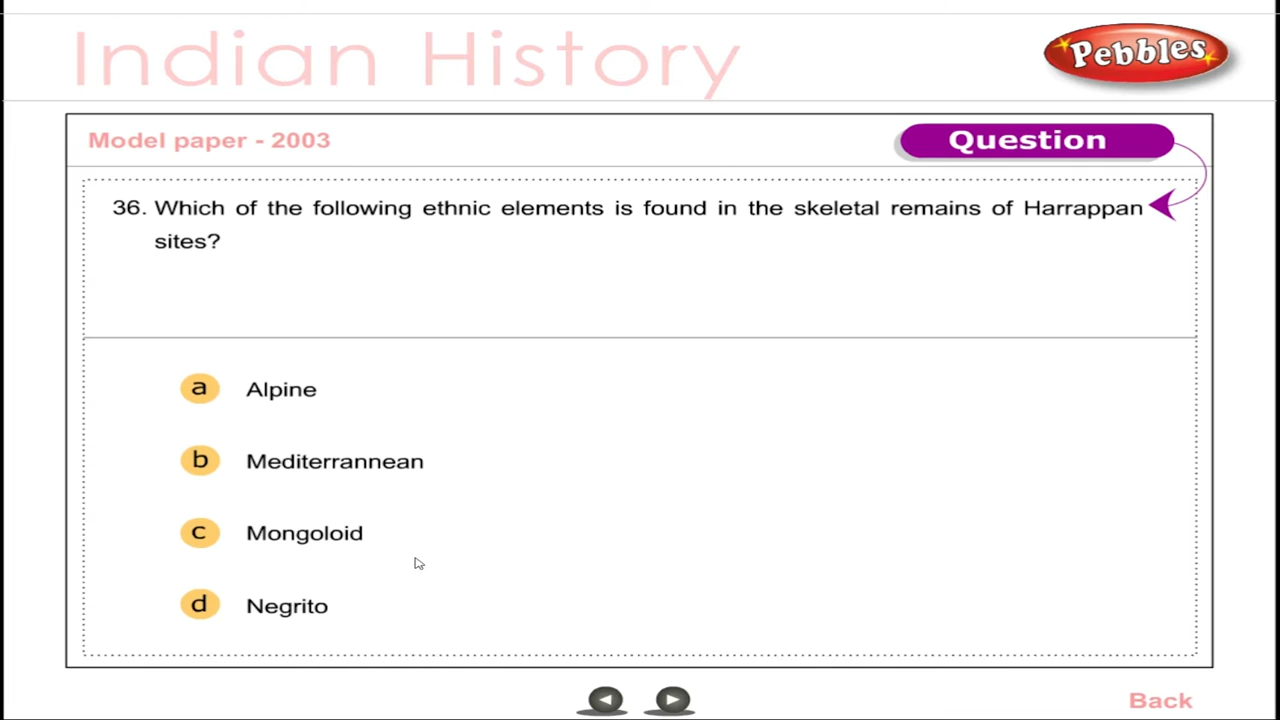 Indian History
Pebbles
Model paper - 2003
Question
36. Which of the following ethnic elements is found in the skeletal remains of Harrappan
sites?
a Alpine
b Mediterrannean
c Mongoloid
d Negrito
Back